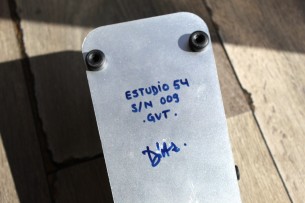 ESTUDIO 54
S/N 009
.GVT.